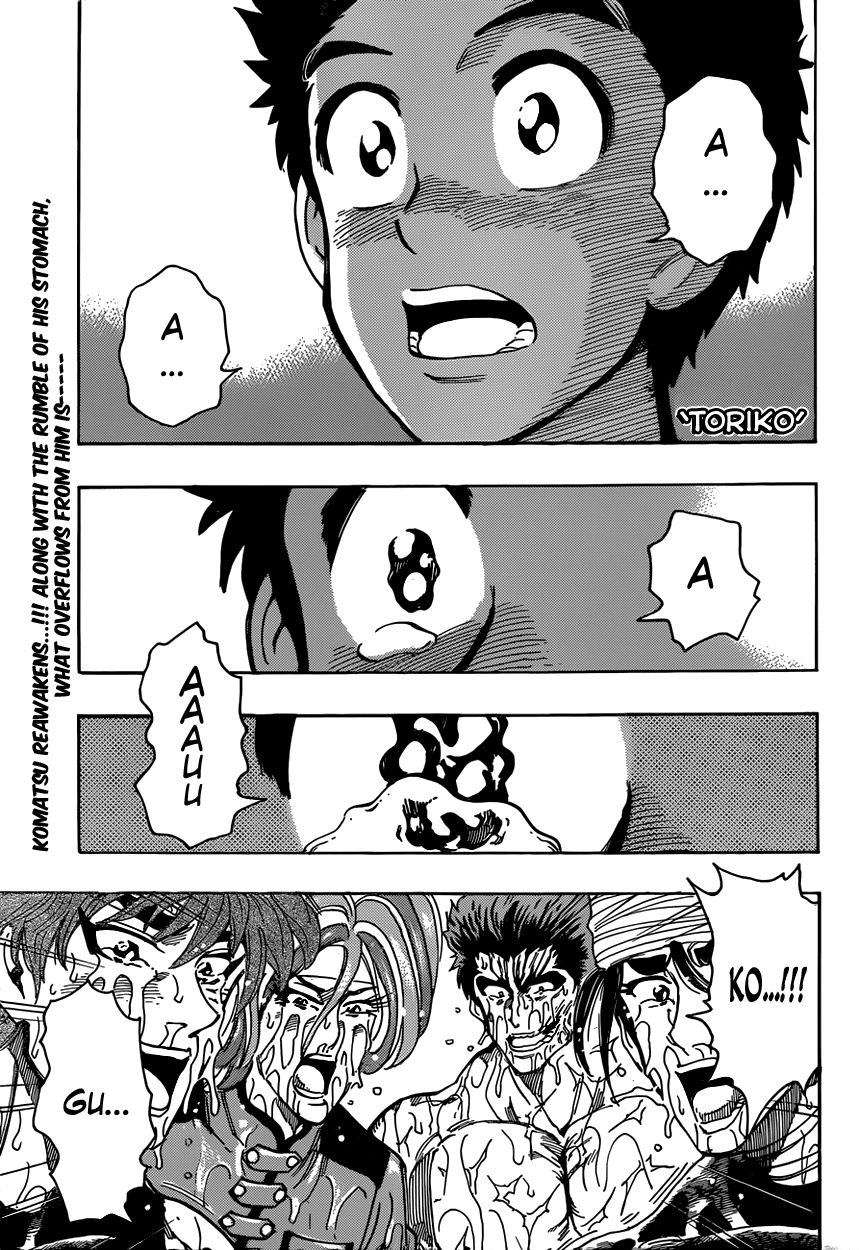 A
...
A
...
'TORIKO'
KOMATSU REAWAKENS...!!! ALONG WITH THE RUMBLE OF HIS STOMACH,
WHAT OVERFLOWS FROM HIM IS-----
A
AAAUU
KO...!!!
GU...